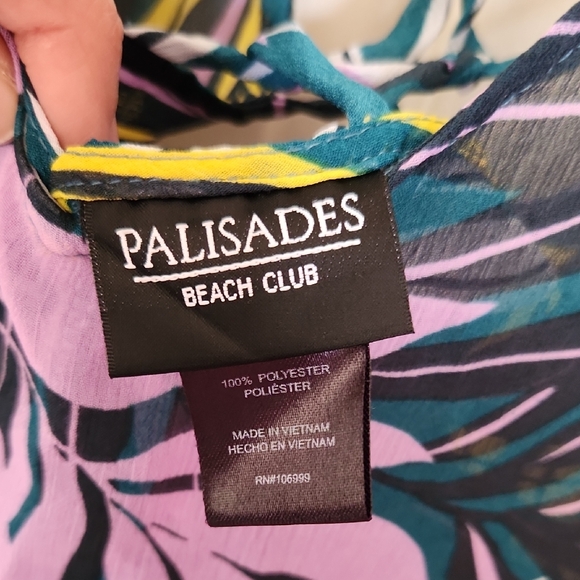 PALISADES
BEACH CLUB
100% POLYESTER
POLIÉSTER
MADE IN VIETNAM
HECHO EN VIETNAM
RN#106999